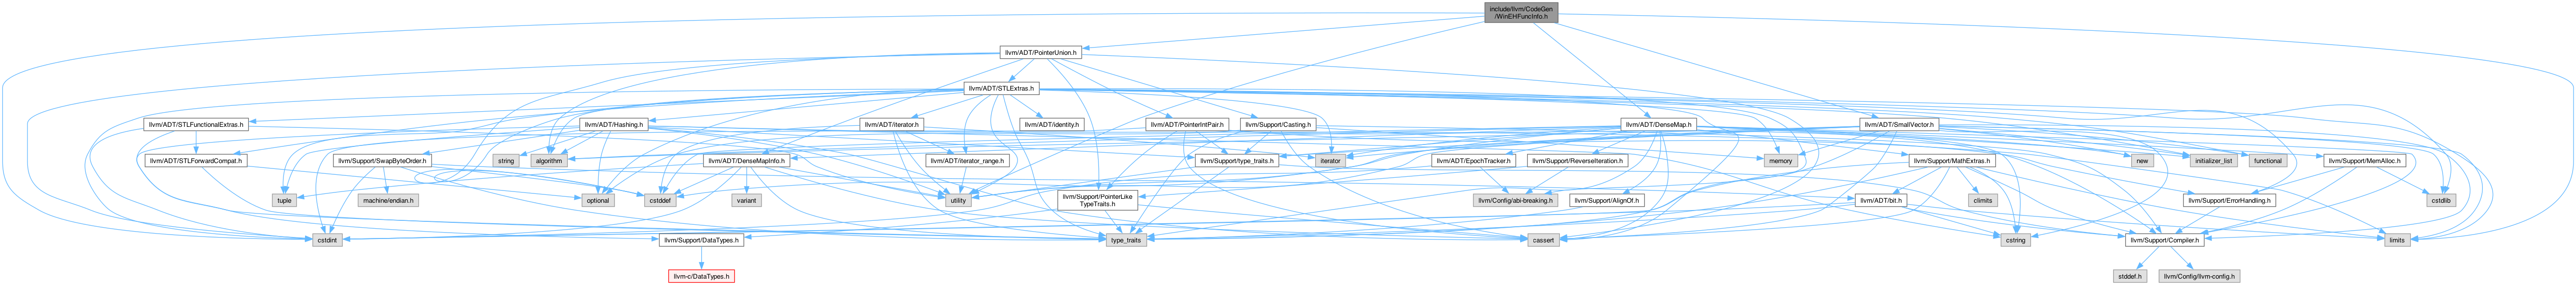 include/llvm/CodeGen
/WinEHFuncInfo.h
llvm/ADT/PointerUnion.h
llvm/ADT/STLExtras.h
llvm/ADT/STLFunctionalExtras.h
llvm/ADT/Hashing.h
llvm/ADT/iterator.h
llvm/ADT/identity.h
llvm/ADT/PointerIntPair.h
llvm/Support/Casting.h
llvm/ADT/DenseMap.h
llvm/ADT/SmallVector.h
llvm/ADT/STLForwardCompat.h
llvm/Support/SwapByteOrder.h
string
algorithm
llvm/ADT/DenseMapInfo.h
llvm/ADT/iterator_range.h
llvm/Support/type_traits.h
iterator
llvm/ADT/EpochTracker.h
llvm/Support/ReverseIteration.h
memory
llvm/Support/MathExtras.h
new
initializer_list
functional
llvm/Support/MemAlloc.h
tuple
machine/endian.h
optional
cstddef
variant
utility
llvm/Support/PointerLike
TypeTraits.h
llvm/Config/abi-breaking.h
llvm/Support/AlignOf.h
llvm/ADT/bit.h
climits
llvm/Support/ErrorHandling.h
cstdlib
cstdint
llvm/Support/DataTypes.h
type_traits
cassert
cstring
llvm/Support/Compiler.h
limits
llvm-c/DataTypes.h
stddef.h
llvm/Config/llvm-config.h